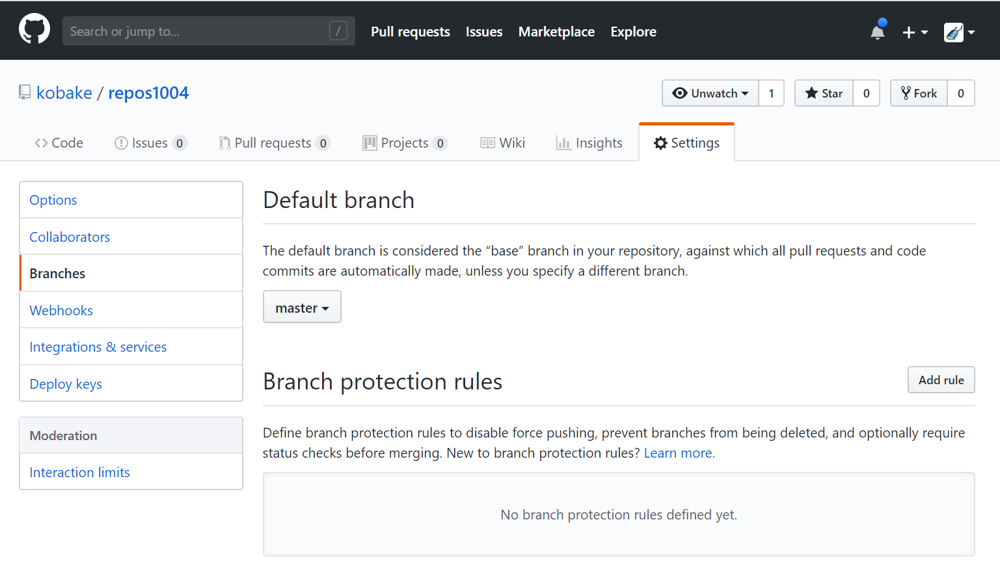 Search or jump to... /
Pull requests Issues Marketplace Explore
kobake / repos1004
Unwatch 1 Star 0 Fork 0
Code Issues 0 Pull requests 0 Projects 0 Wiki Insights Settings
Options
Collaborators
Branches
Webhooks
Integrations & services
Deploy keys
Moderation
Interaction limits
Default branch
The default branch is considered the “base” branch in your repository, against which all pull requests and code
commits are automatically made, unless you specify a different branch.
master
Branch protection rules
Add rule
Define branch protection rules to disable force pushing, prevent branches from being deleted, and optionally require
status checks before merging. New to branch protection rules? Learn more.
No branch protection rules defined yet.